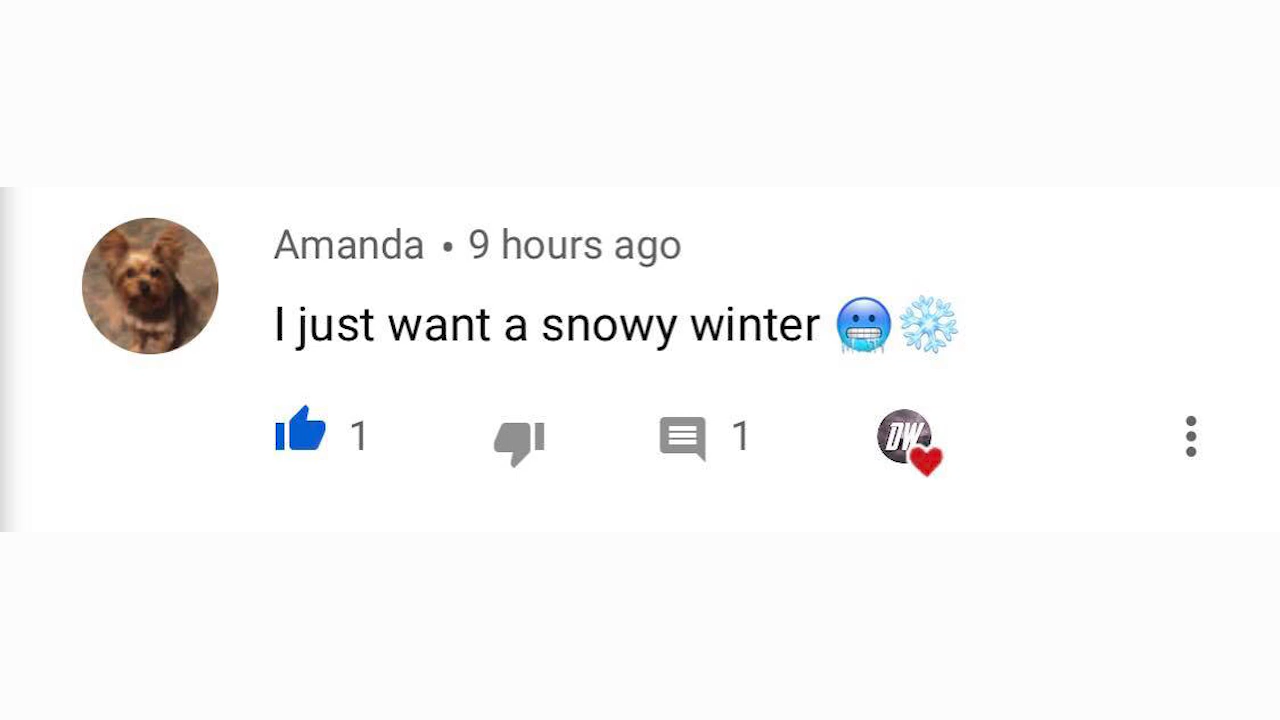 Amanda • 9 hours ago
I just want a snowy winter 🥶❄️
1 1 DW